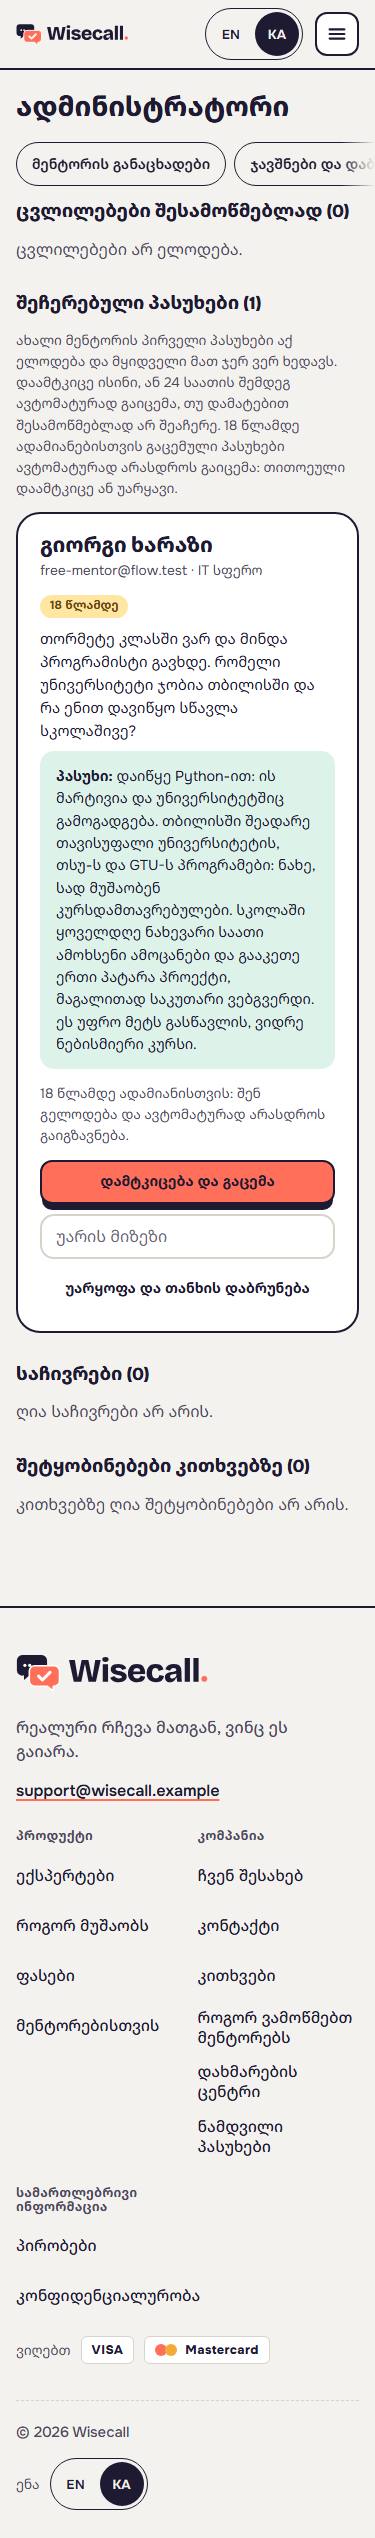 Wisecall.
EN KA
ადმინისტრატორი
მენტორის განაცხადები
ჯავშნები და დაბ
ცვლილებები შესამოწმებლად (0)
ცვლილებები არ ელოდება.
შეჩერებული პასუხები (1)
ახალი მენტორის პირველი პასუხები აქ
ელოდება და მყიდველი მათ ჯერ ვერ ხედავს.
დაამტკიცე ისინი, ან 24 საათის შემდეგ
ავტომატურად გაიცემა, თუ დამატებით
შესამოწმებლად არ შეაჩერე. 18 წლამდე
ადამიანებისთვის გაცემული პასუხები
ავტომატურად არასდროს გაიცემა: თითოეული
დაამტკიცე ან უარყავი.
გიორგი ხარაზი
free-mentor@flow.test · IT სფერო
18 წლამდე
თორმეტე კლასში ვარ და მინდა
პროგრამისტი გავხდე. რომელი
უნივერსიტეტი ჯობია თბილისში და
რა ენით დავიწყო სწავლა
სკოლაშივე?
პასუხი: დაიწყე Python-ით: ის
მარტივია და უნივერსიტეტშიც
გამოგადგება. თბილისში შეადარე
თავისუფალი უნივერსიტეტის,
თსუ-ს და GTU-ს პროგრამები: ნახე,
სად მუშაობენ
კურსდამთავრებულები. სკოლაში
ყოველდღე ნახევარი საათი
ამოხსენი ამოცანები და გააკეთე
ერთი პატარა პროექტი,
მაგალითად საკუთარი ვებგვერდი.
ეს უფრო მეტს გასწავლის, ვიდრე
ნებისმიერი კურსი.
18 წლამდე ადამიანისთვის: შენ
გელოდება და ავტომატურად არასდროს
გაიგზავნება.
დამტკიცება და გაცემა
უარის მიზეზი
უარყოფა და თანხის დაბრუნება
საჩივრები (0)
ღია საჩივრები არ არის.
შეტყობინებები კითხვებზე (0)
კითხვებზე ღია შეტყობინებები არ არის.
Wisecall.
რეალური რჩევა მათგან, ვინც ეს
გაიარა.
support@wisecall.example
პროდუქტი
ექსპერტები
როგორ მუშაობს
ფასები
მენტორებისთვის
კომპანია
ჩვენ შესახებ
კონტაქტი
კითხვები
როგორ ვამოწმებთ
მენტორებს
დახმარების
ცენტრი
ნამდვილი
პასუხები
სამართლებრივი
ინფორმაცია
პირობები
კონფიდენციალურობა
ვიღებთ VISA Mastercard
© 2026 Wisecall
ენა EN KA